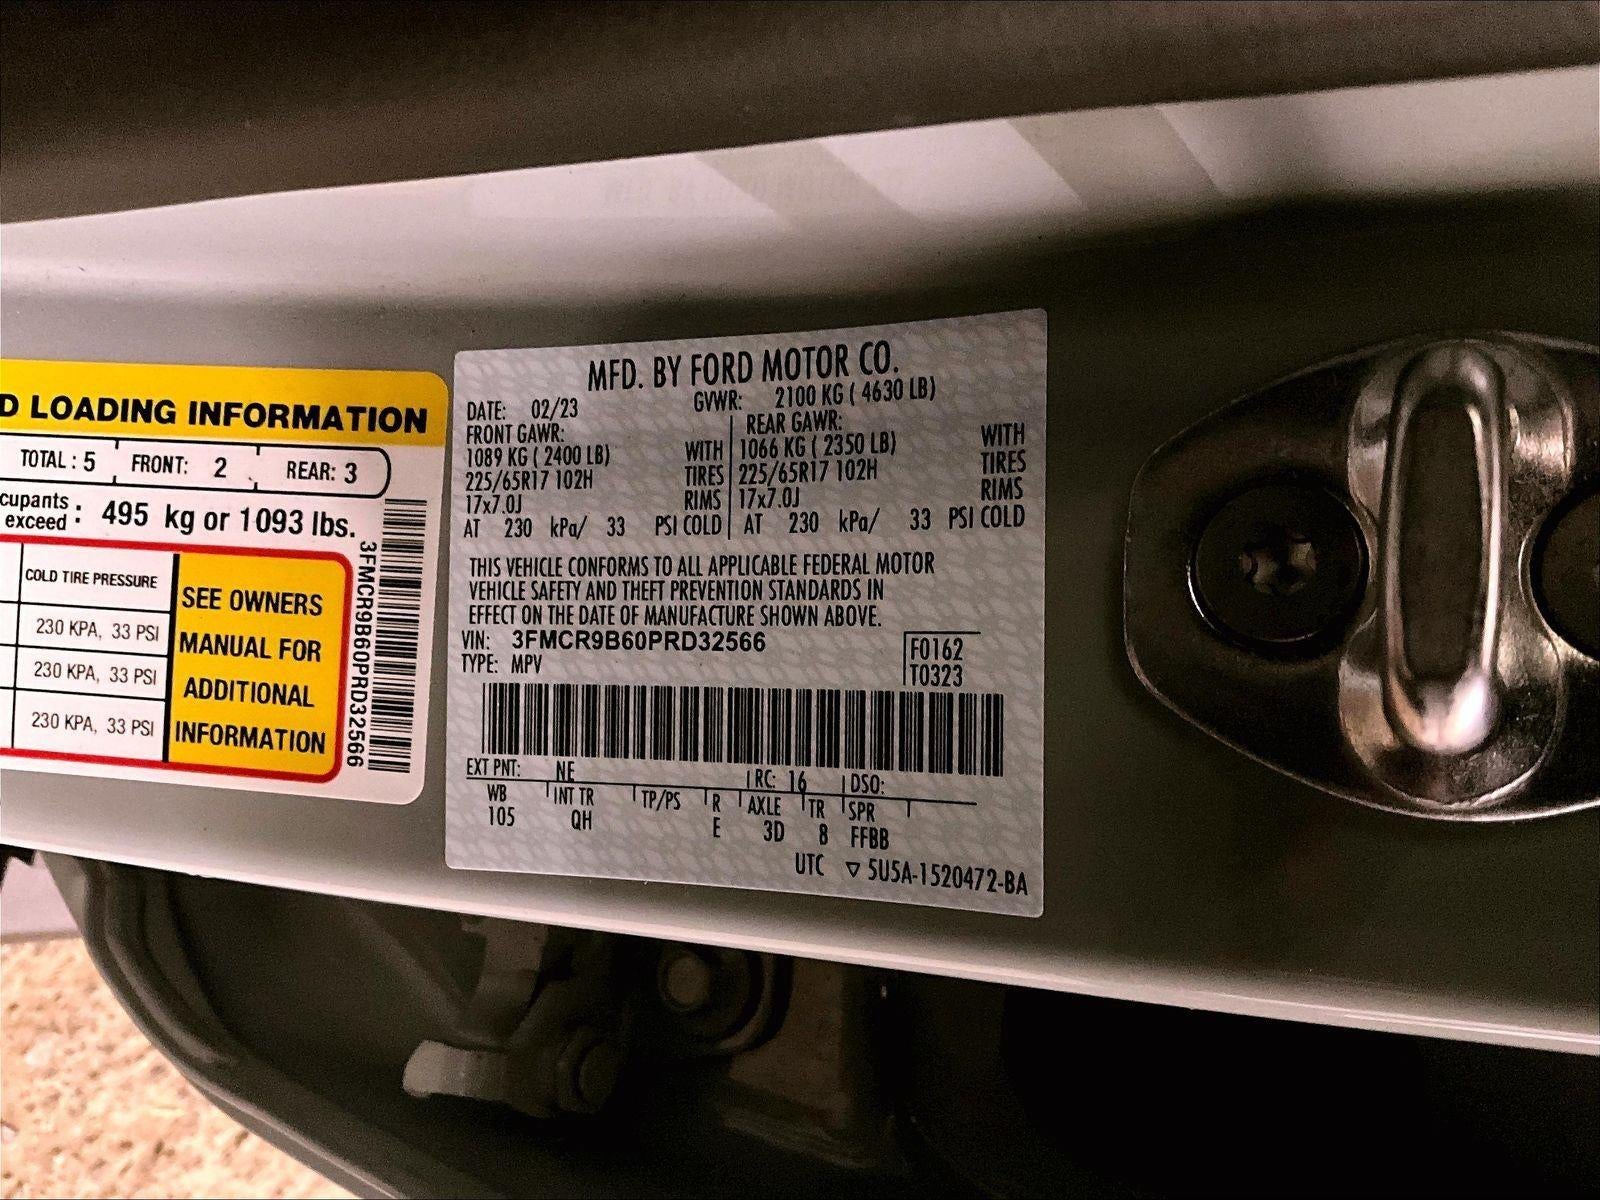 D LOADING INFORMATION
TOTAL : 5 FRONT: 2 REAR: 3
cupants
exceed : 495 kg or 1093 lbs.
COLD TIRE PRESSURE
230 KPA, 33 PSI
230 KPA, 33 PSI
230 KPA, 33 PSI
SEE OWNERS
MANUAL FOR
ADDITIONAL
INFORMATION
3FMCR9B60PRD32566
MFD. BY FORD MOTOR CO.
DATE: 02/23 GVWR: 2100 KG ( 4630 LB)
FRONT GAWR: REAR GAWR:
1089 KG ( 2400 LB) WITH 1066 KG ( 2350 LB) WITH
225/65R17 102H TIRES 225/65R17 102H TIRES
17x7.0J RIMS 17x7.0J RIMS
AT 230 kPa/ 33 PSI COLD AT 230 kPa/ 33 PSI COLD
THIS VEHICLE CONFORMS TO ALL APPLICABLE FEDERAL MOTOR
VEHICLE SAFETY AND THEFT PREVENTION STANDARDS IN
EFFECT ON THE DATE OF MANUFACTURE SHOWN ABOVE.
VIN: 3FMCR9B60PRD32566 F0162
TYPE: MPV T0323
EXT PNT: NE RC: 16 DSO:
WB INT TR TP/PS R AXLE TR SPR
105 QH E 3D 8 FFBB
UTC ▽ 5U5A-1520472-BA